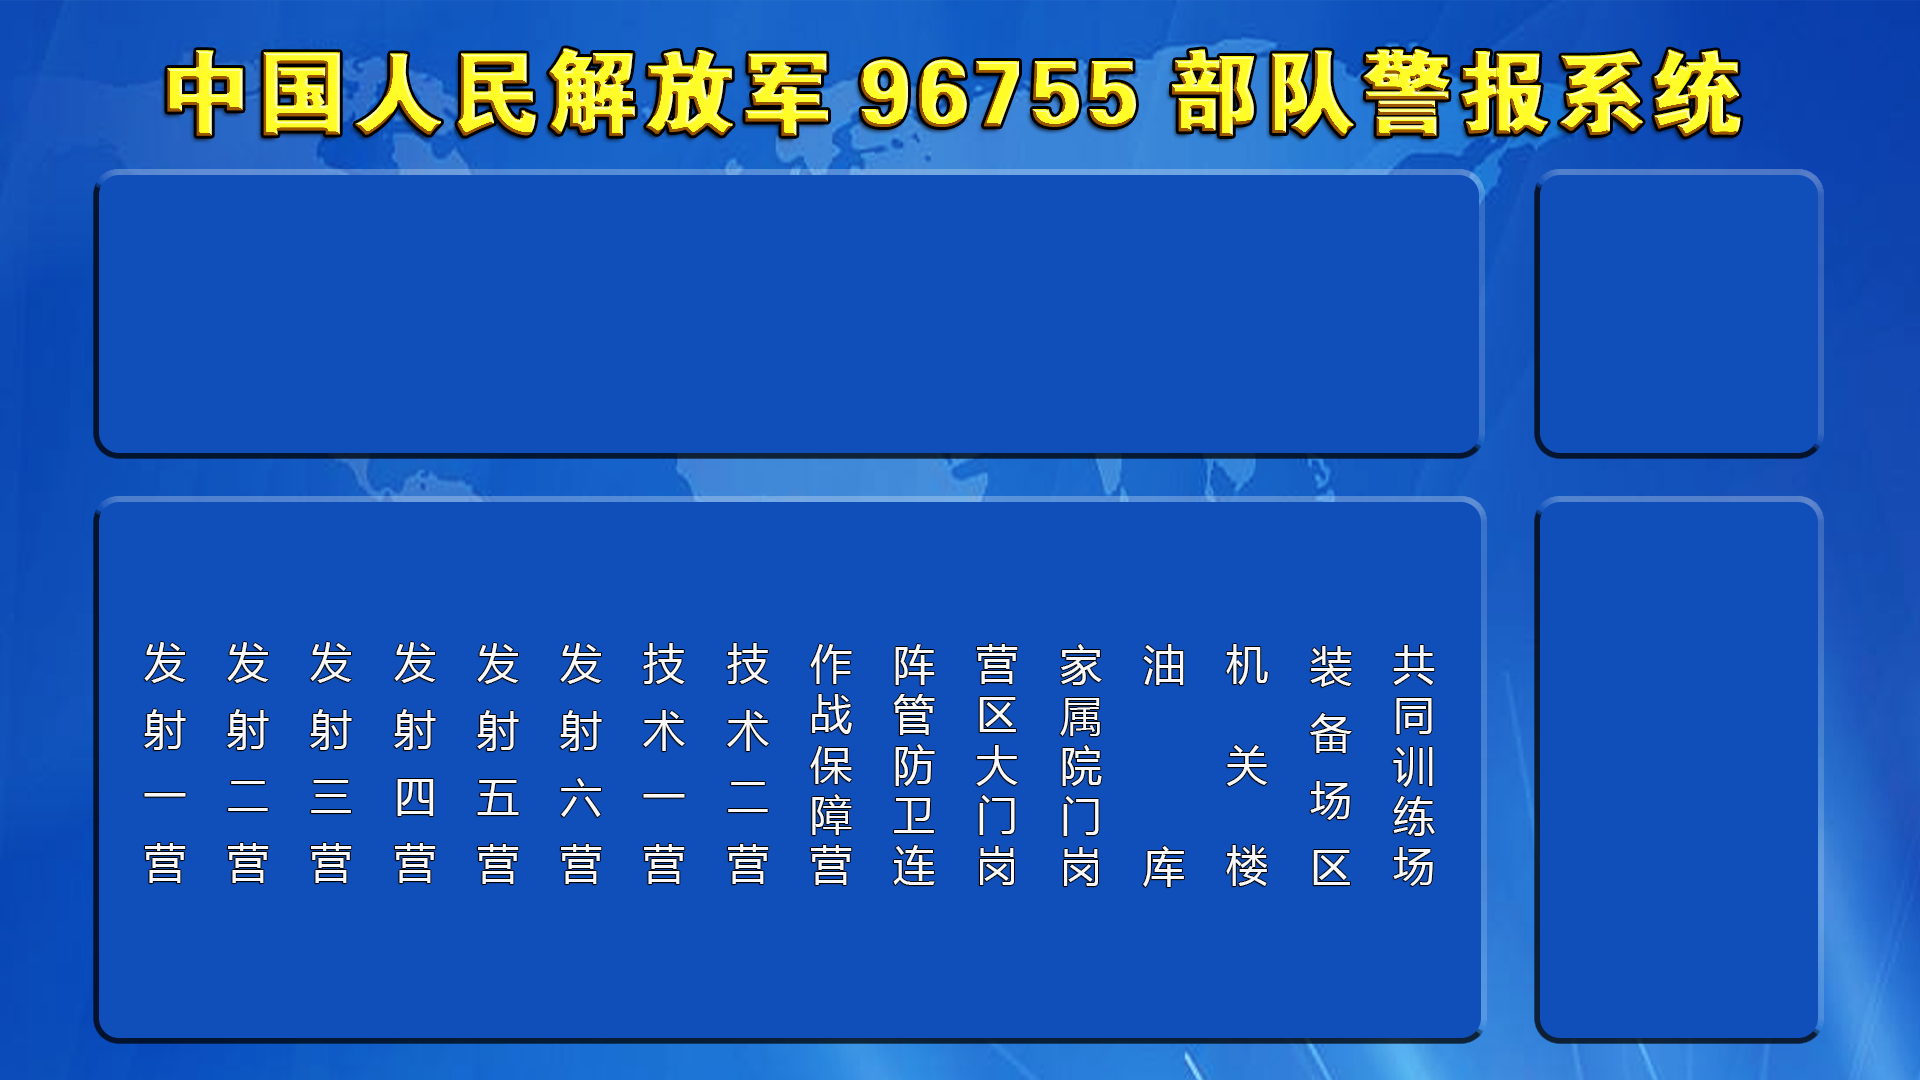 中国人民解放军 96755 部队警报系统
发射一营
发射二营
发射三营
发射四营
发射五营
发射六营
技术一营
技术二营
作战保障营
阵管防卫连
营区大门岗
家属院门岗
油库
机关楼
装备场区
共同训练场